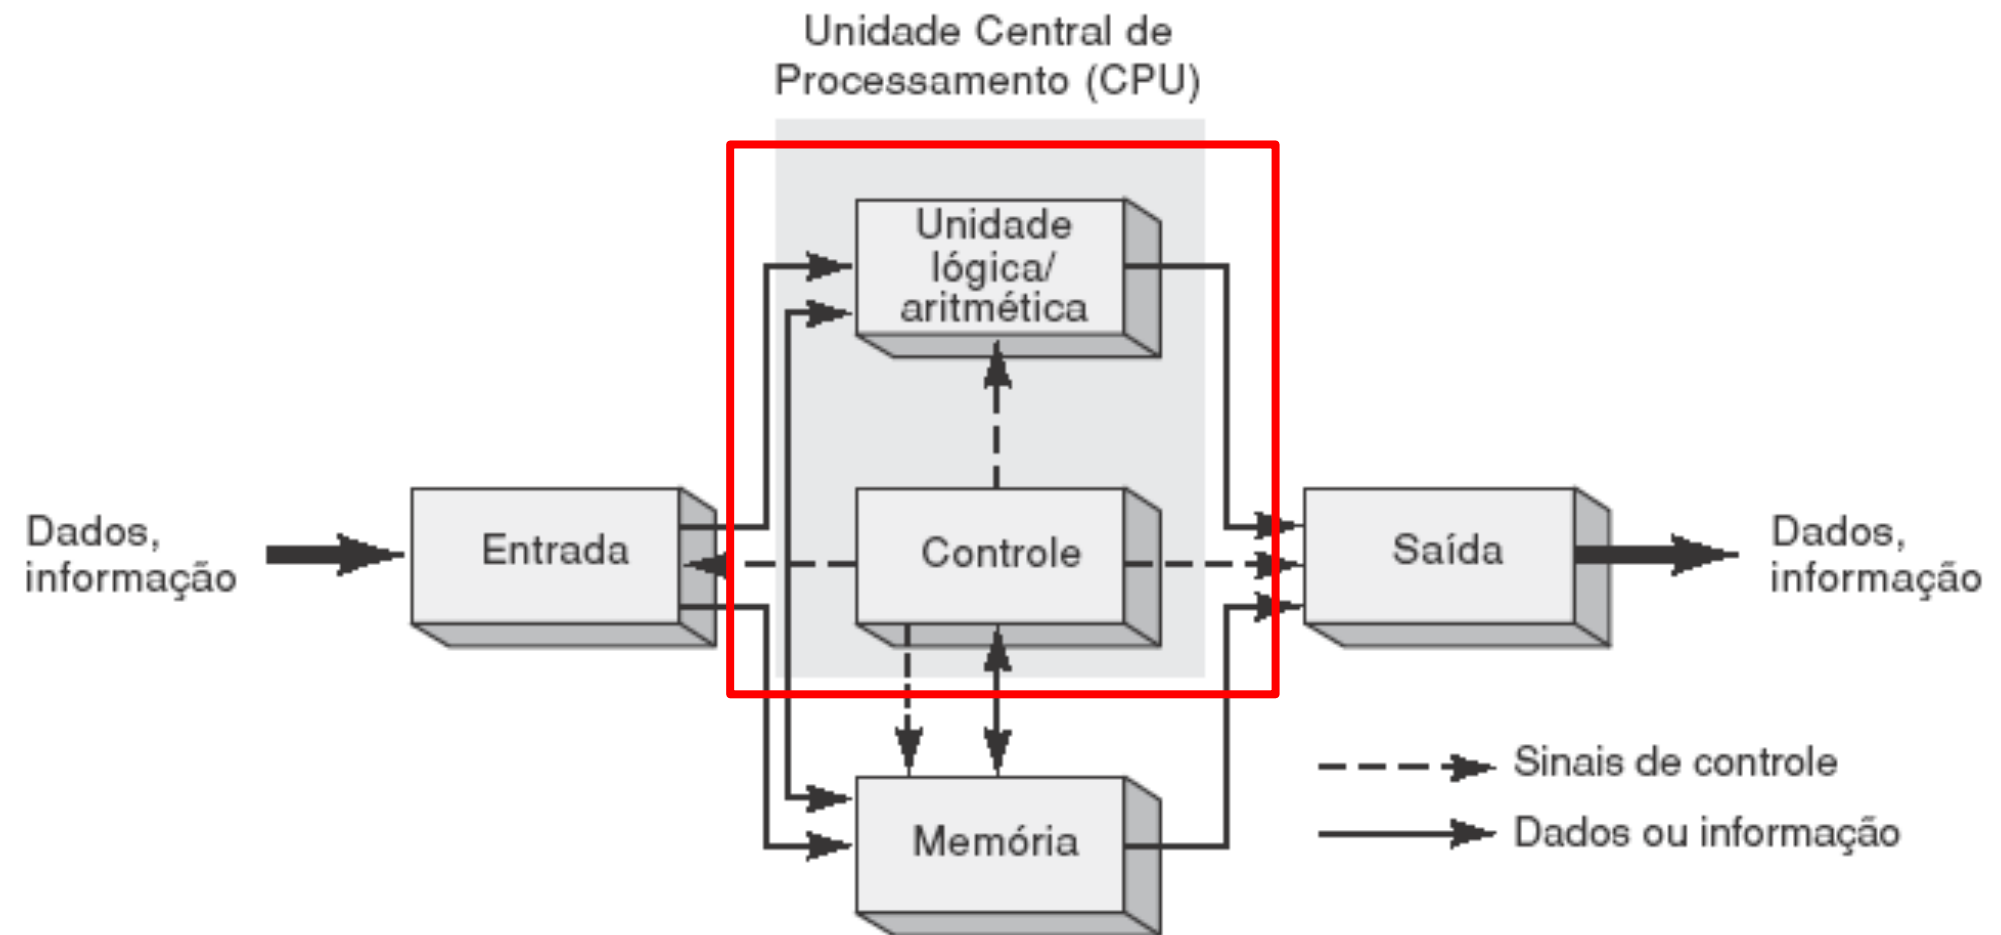 Unidade Central de
Processamento (CPU)
Unidade
lógica/
aritmética
Dados,
informação
Entrada
Controle
Saída
Dados,
informação
Memória
Sinais de controle
Dados ou informação